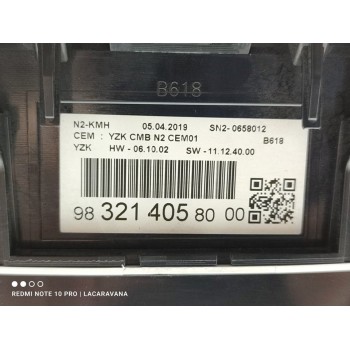 B618
N2-KMH 05.04.2019 SN2- 0658012
CEM : YZK CMB N2 CEM01 B618
YZK HW - 06.10.02 SW - 11.12.40.00
98 321 405 80 00
REDMI NOTE 10 PRO | LACARAVANA